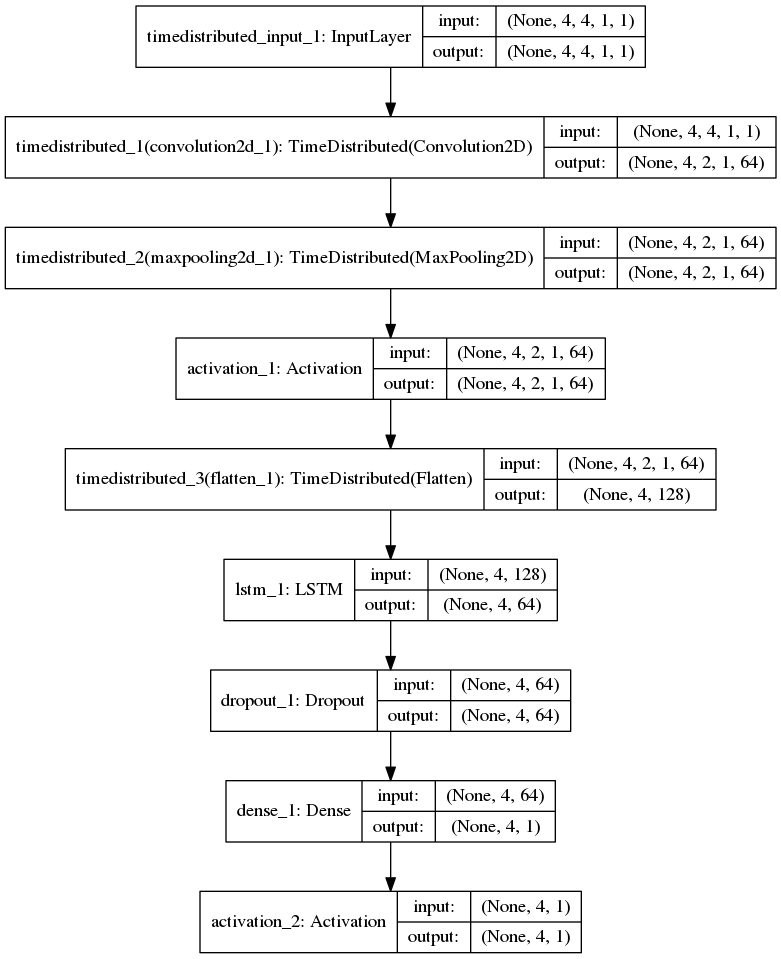 timedistributed_input_1: InputLayer
input: (None, 4, 4, 1, 1)
output: (None, 4, 4, 1, 1)
timedistributed_1(convolution2d_1): TimeDistributed(Convolution2D)
input: (None, 4, 4, 1, 1)
output: (None, 4, 2, 1, 64)
timedistributed_2(maxpooling2d_1): TimeDistributed(MaxPooling2D)
input: (None, 4, 2, 1, 64)
output: (None, 4, 2, 1, 64)
activation_1: Activation
input: (None, 4, 2, 1, 64)
output: (None, 4, 2, 1, 64)
timedistributed_3(flatten_1): TimeDistributed(Flatten)
input: (None, 4, 2, 1, 64)
output: (None, 4, 128)
lstm_1: LSTM
input: (None, 4, 128)
output: (None, 4, 64)
dropout_1: Dropout
input: (None, 4, 64)
output: (None, 4, 64)
dense_1: Dense
input: (None, 4, 64)
output: (None, 4, 1)
activation_2: Activation
input: (None, 4, 1)
output: (None, 4, 1)